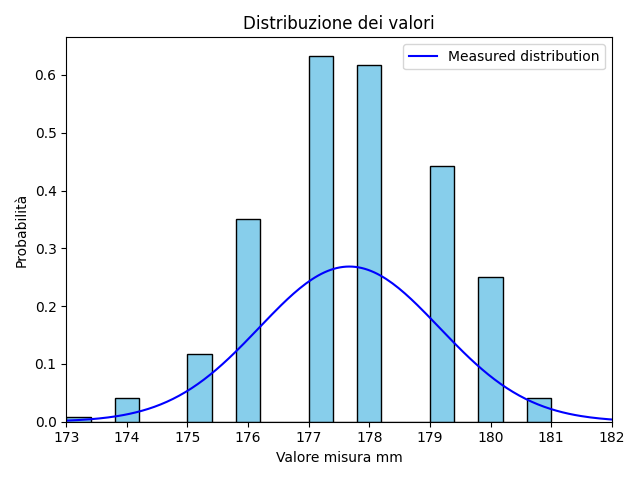 Distribuzione dei valori
Measured distribution
Probabilità
0.6
0.5
0.4
0.3
0.2
0.1
0.0
173 174 175 176 177 178 179 180 181 182
Valore misura mm